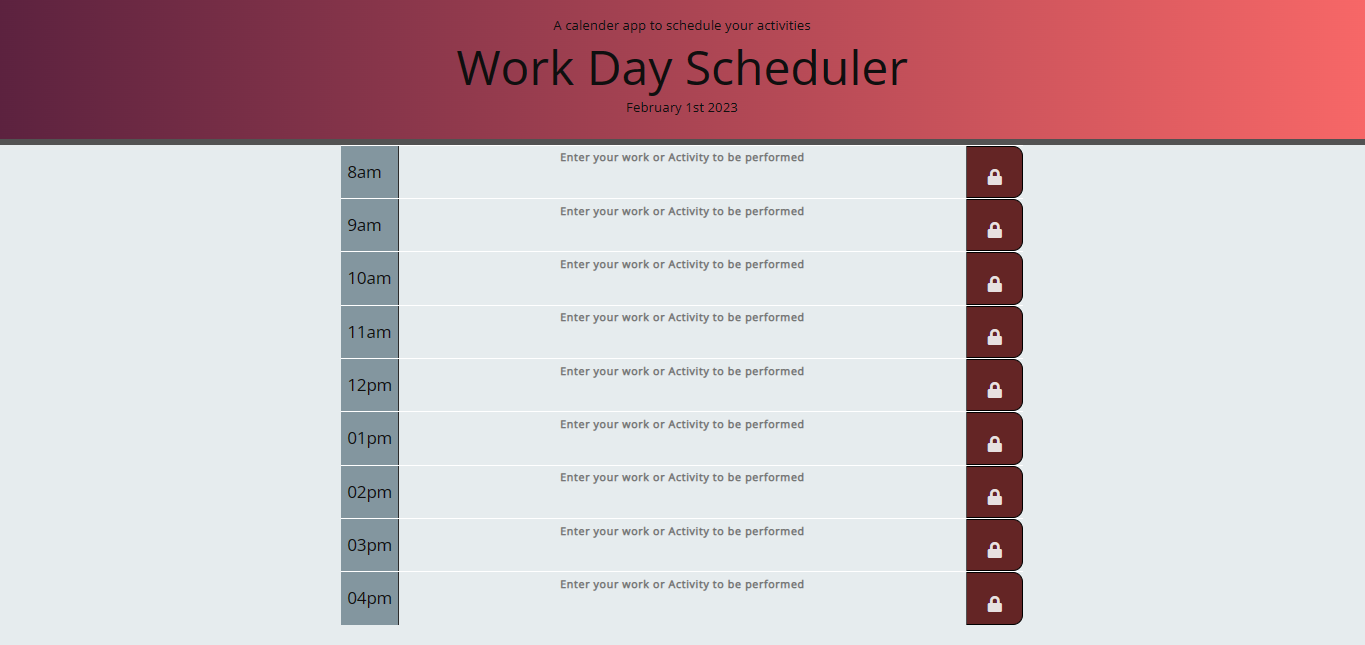 A calender app to schedule your activities
Work Day Scheduler
February 1st 2023
8am Enter your work or Activity to be performed
9am Enter your work or Activity to be performed
10am Enter your work or Activity to be performed
11am Enter your work or Activity to be performed
12pm Enter your work or Activity to be performed
01pm Enter your work or Activity to be performed
02pm Enter your work or Activity to be performed
03pm Enter your work or Activity to be performed
04pm Enter your work or Activity to be performed